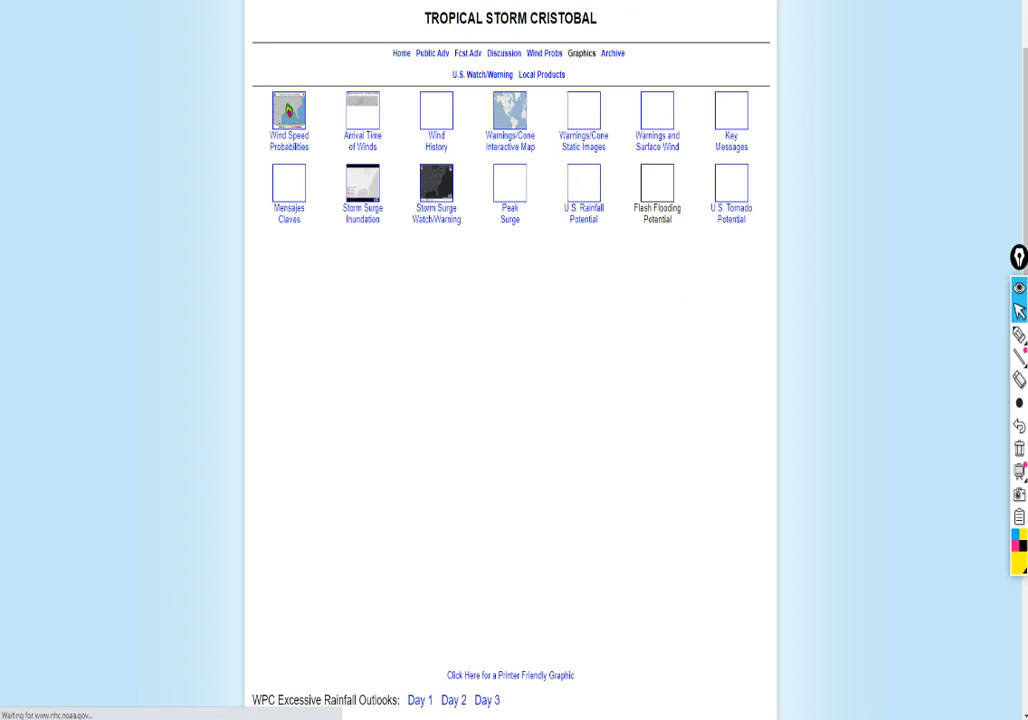 TROPICAL STORM CRISTOBAL
Home Public Adv Fcst Adv Discussion Wind Probs Graphics Archive
U.S. Watch/Warning Local Products
Wind Speed Probabilities
Arrival Time of Winds
Wind History
Warnings/Cone Interactive Map
Warnings/Cone Static Images
Warnings and Surface Wind
Key Messages
Mensajes Claves
Storm Surge Inundation
Storm Surge Watch/Warning
Peak Surge
U.S. Rainfall Potential
Flash Flooding Potential
U.S. Tornado Potential
Click Here for a Printer Friendly Graphic
WPC Excessive Rainfall Outlooks: Day 1 Day 2 Day 3
Waiting for www.nhc.noaa.gov...